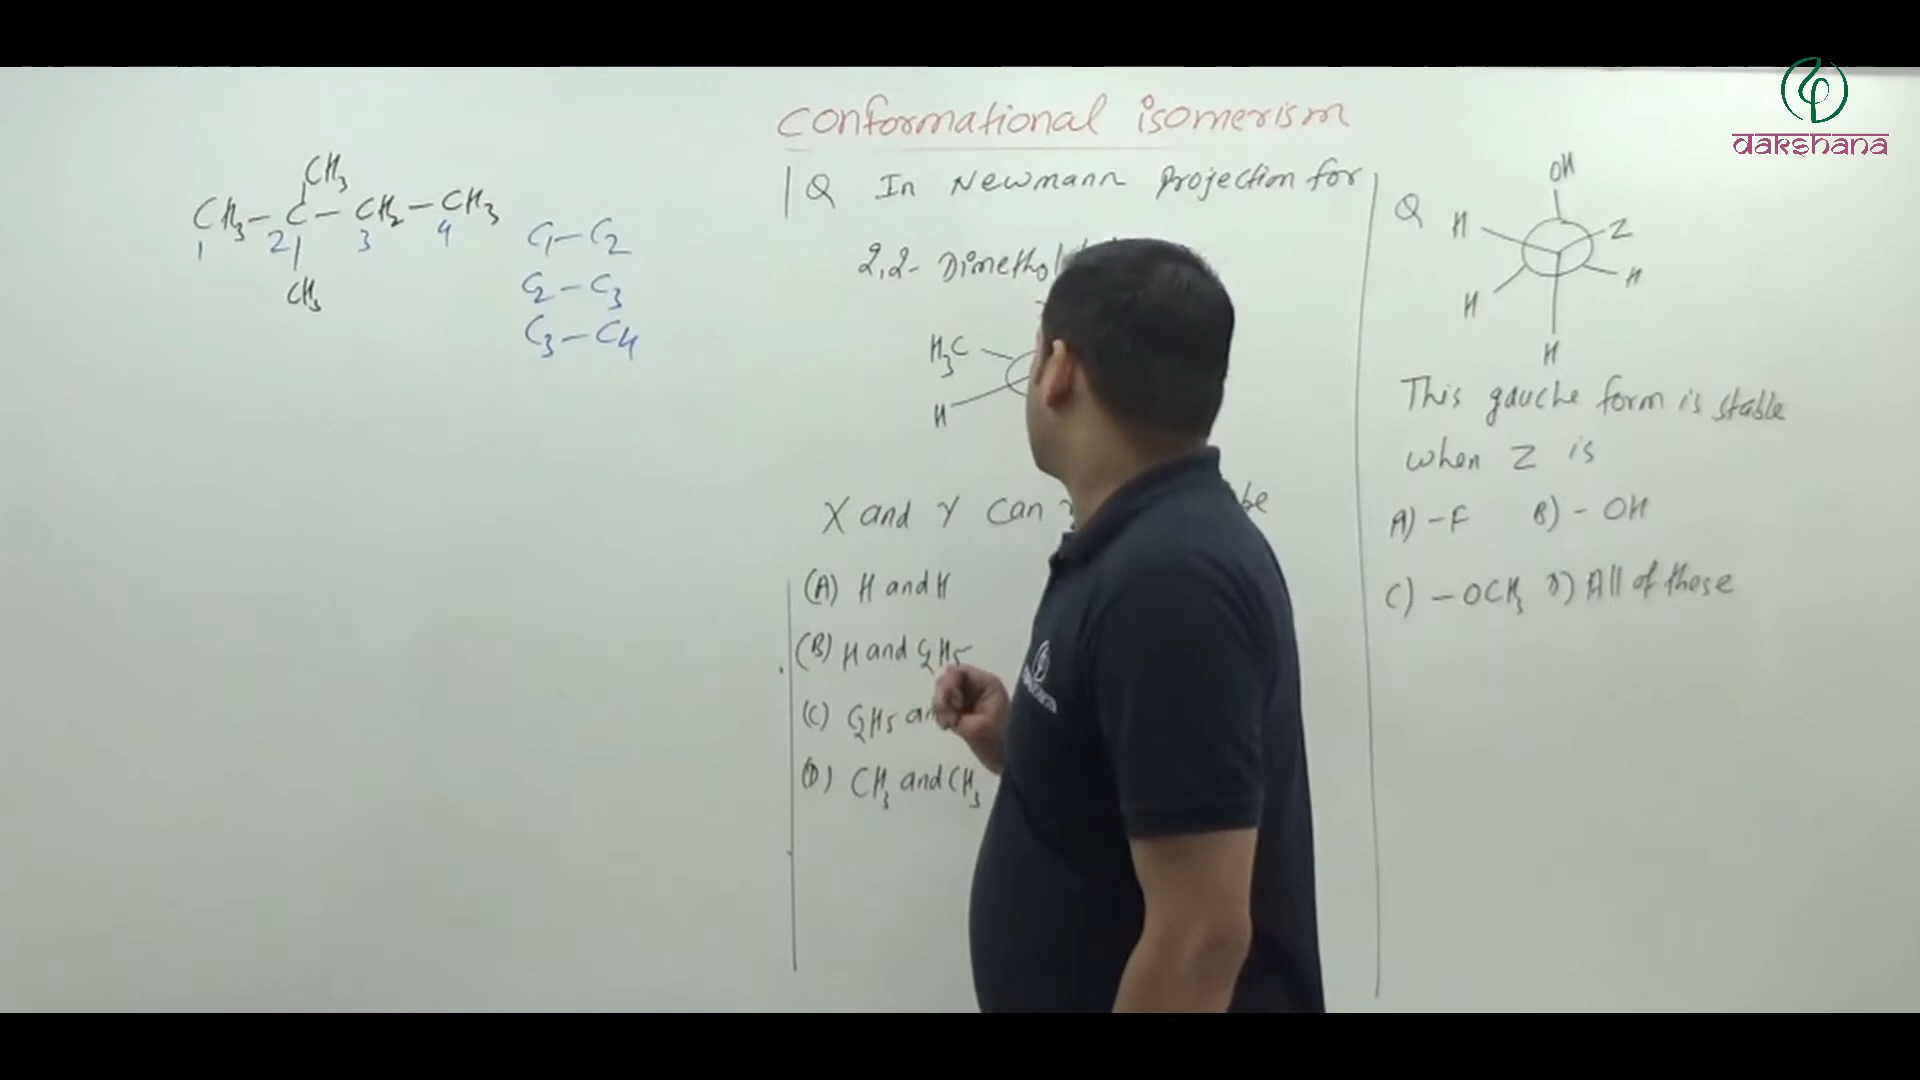 conformational isomerism
dakshana
CH3
CH3-C-CH2-CH3
1 2 3 4
CH3
C1-C2
C2-C3
C3-C4
Q In Newmann Projection for
2,2-
H3C
H
X and Y can be
(A) H and H
(B) H and C2H5
(C) C2H5
(D) CH3 and CH3
Q
OH
H Z
H H
H
This gauche form is stable
when Z is
A) -F B) - OH
C) -OCH3 D) All of these